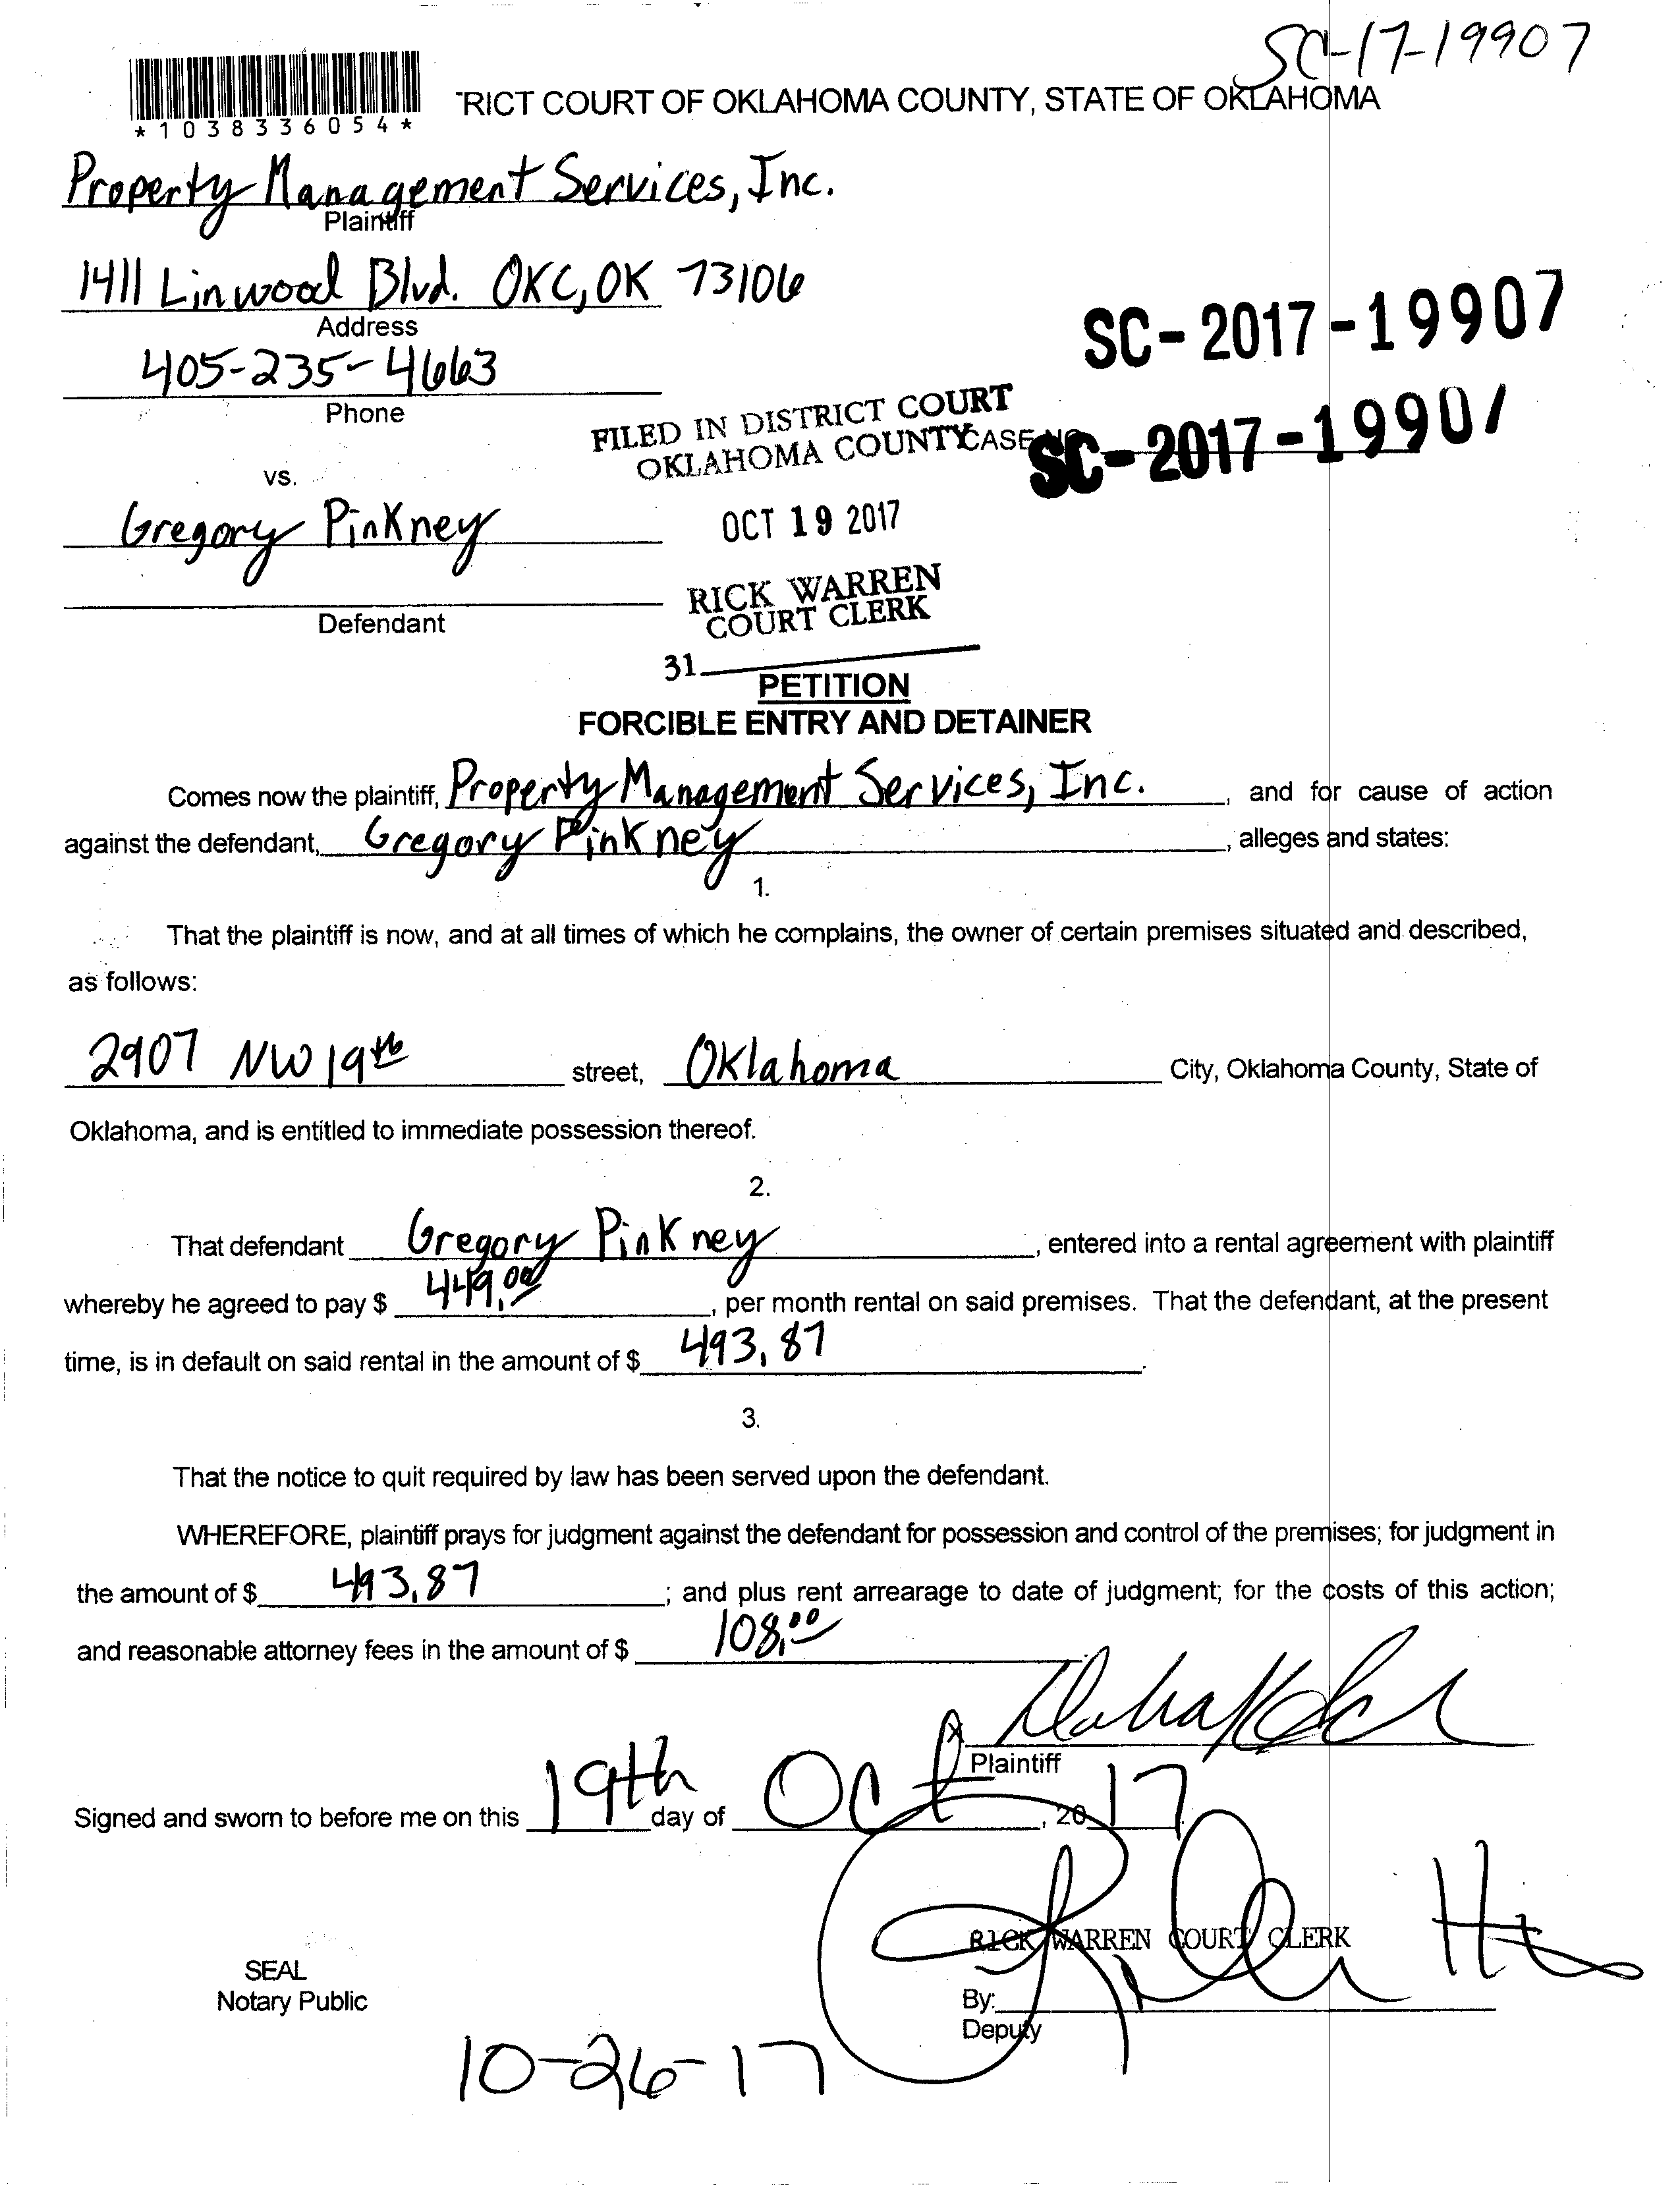 SC-17-19907
*1038336054*
RICT COURT OF OKLAHOMA COUNTY, STATE OF OKLAHOMA
Property Management Services, Inc.
Plaintiff
1411 Linwood Blvd. OKC, OK 73106
Address
405-235-4663
Phone
SC-2017-19907
FILED IN DISTRICT COURT
OKLAHOMA COUNTY CASE NO. SC-2017-1990
vs.
Gregory Pinkney
OCT 19 2017
RICK WARREN
COURT CLERK
Defendant
31
PETITION
FORCIBLE ENTRY AND DETAINER
Comes now the plaintiff, Property Management Services, Inc., and for cause of action
against the defendant, Gregory Pinkney, alleges and states:
1.
That the plaintiff is now, and at all times of which he complains, the owner of certain premises situated and described,
as follows:
2907 NW 19th street, Oklahoma City, Oklahoma County, State of
Oklahoma, and is entitled to immediate possession thereof.
2.
That defendant Gregory Pinkney, entered into a rental agreement with plaintiff
whereby he agreed to pay $ 449.00, per month rental on said premises. That the defendant, at the present
time, is in default on said rental in the amount of $ 493.87.
3.
That the notice to quit required by law has been served upon the defendant.
WHEREFORE, plaintiff prays for judgment against the defendant for possession and control of the premises; for judgment in
the amount of $ 493.87; and plus rent arrearage to date of judgment; for the costs of this action;
and reasonable attorney fees in the amount of $ 108.00.
X
Plaintiff
Signed and sworn to before me on this 19th day of Oct, 2017.
RICK WARREN COURT CLERK
SEAL
Notary Public
By:
Deputy
10-26-17